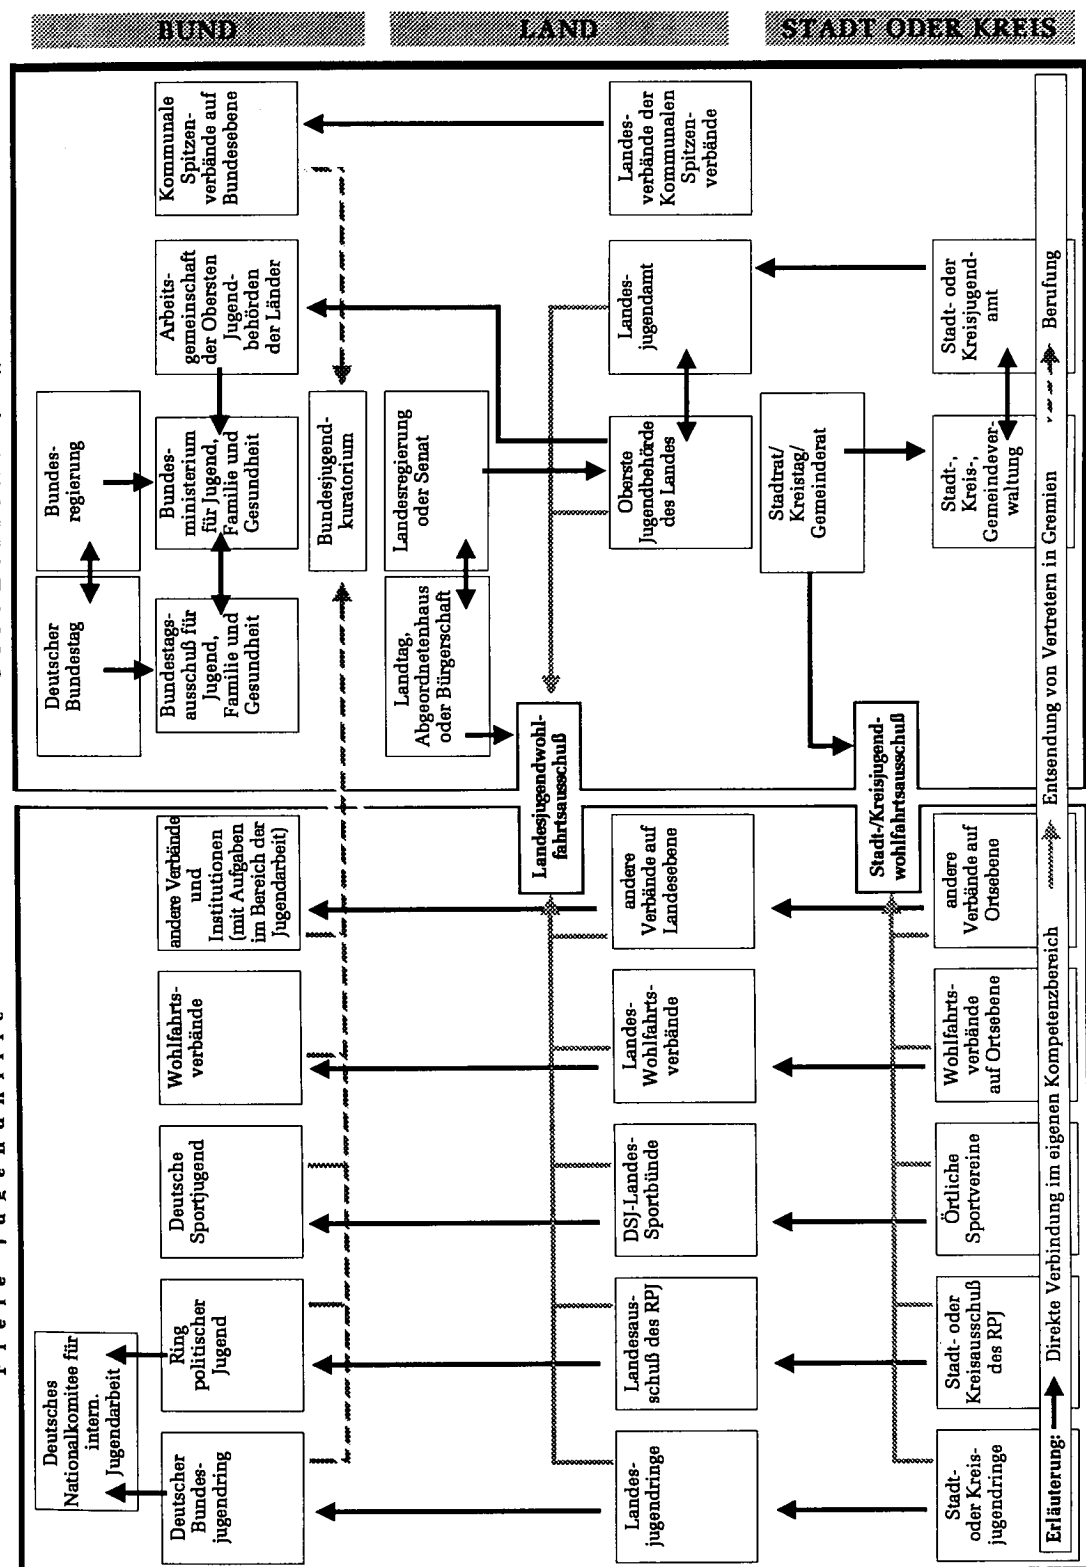 BUND
LAND
STADT ODER KREIS
Freie Jugendhilfe
Deutsches
Nationalkomitee für
intern.
Jugendarbeit
Deutscher
Bundes-
jugendring
Ring
politischer
Jugend
Deutsche
Sportjugend
Wohlfahrts-
verbände
andere Verbände
und
Institutionen
(mit Aufgaben
im Bereich der
Jugendarbeit)
Deutscher
Bundestag
Bundes-
regierung
Bundestags-
ausschuß für
Jugend,
Familie und
Gesundheit
Bundes-
ministerium
für Jugend,
Familie und
Gesundheit
Arbeits-
gemeinschaft
der Obersten
Jugend-
behörden
der Länder
Kommunale
Spitzen-
verbände auf
Bundesebene
Bundesjugend-
kuratorium
Landtag,
Abgeordnetenhaus
oder Bürgerschaft
Landesregierung
oder Senat
Landesjugendwohl-
fahrtsausschuß
Landes-
jugendringe
Landesaus-
schuß des RPJ
DSJ-Landes-
Sportbünde
Landes-
Wohlfahrts-
verbände
andere
Verbände auf
Landesebene
Oberste
Jugendbehörde
des Landes
Landes-
jugendamt
Landes-
verbände der
Kommunalen
Spitzen-
verbände
Stadtrat/
Kreistag/
Gemeinderat
Stadt-/Kreisjugend-
wohlfahrtsausschuß
Stadt-
oder Kreis-
jugendringe
Stadt- oder
Kreisausschuß
des RPJ
Örtliche
Sportvereine
Wohlfahrts-
verbände
auf Ortsebene
andere
Verbände auf
Ortsebene
Stadt-,
Kreis-,
Gemeindever-
waltung
Stadt- oder
Kreisjugend-
amt
Erläuterung: Direkte Verbindung im eigenen Kompetenzbereich Entsendung von Vertretern in Gremien Berufung